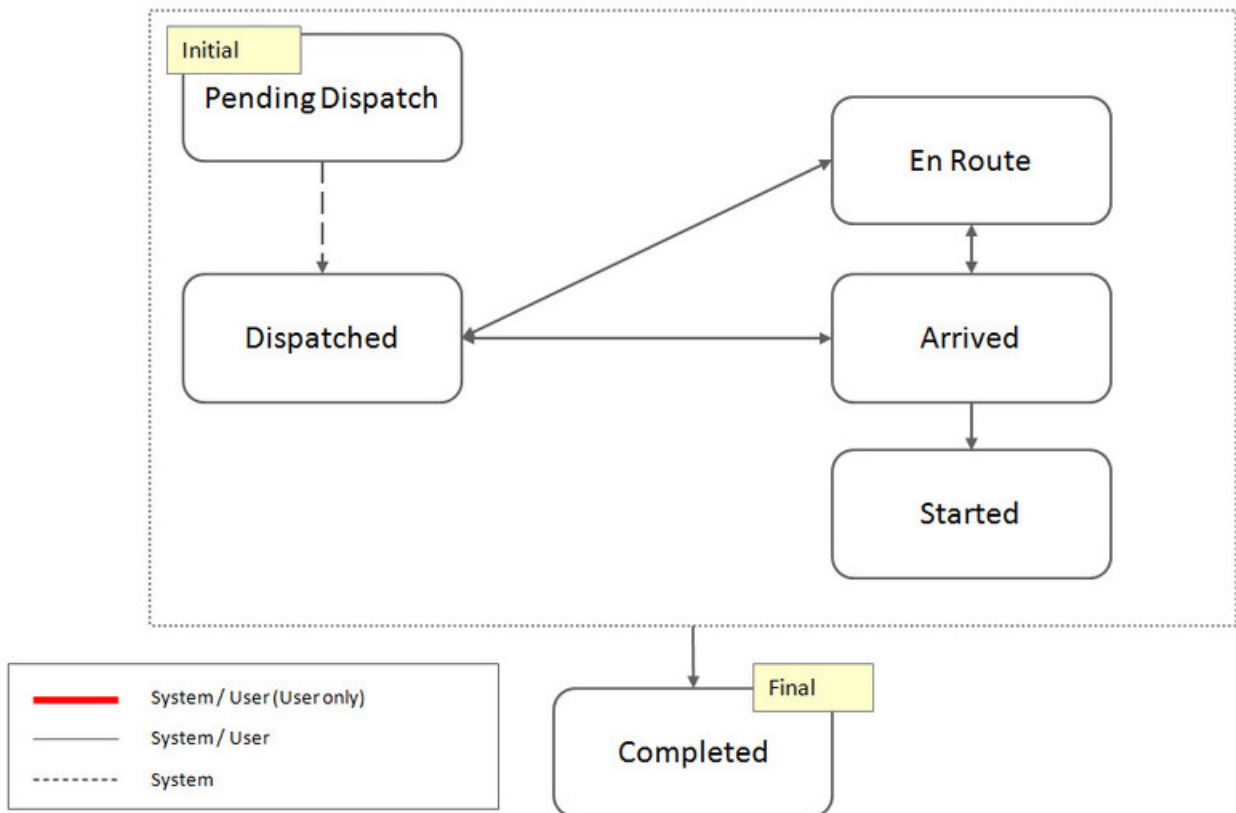 Initial
Pending Dispatch
En Route
Dispatched
Arrived
Started
System / User (User only)
System / User
System
Final
Completed